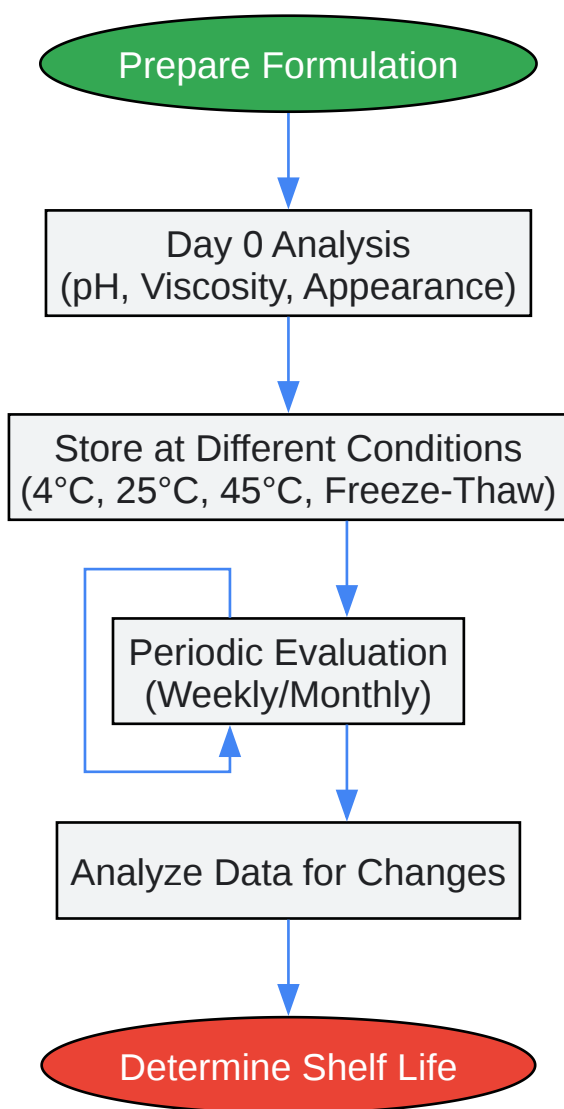 Prepare Formulation
Day 0 Analysis
(pH, Viscosity, Appearance)
Store at Different Conditions
(4°C, 25°C, 45°C, Freeze-Thaw)
Periodic Evaluation
(Weekly/Monthly)
Analyze Data for Changes
Determine Shelf Life